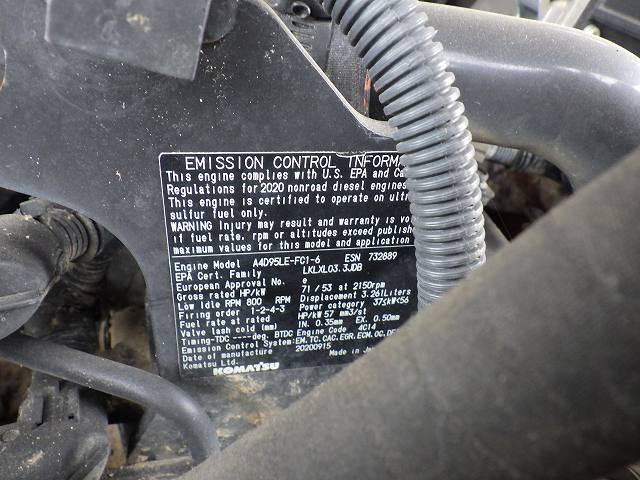 EMISSION CONTROL INFORMA
This engine complies with U.S. EPA and Ca
Regulations for 2020 nonroad diesel engines
This engine is certified to operate on ultr
sulfur fuel only.
WARNING Injury may result and warranty is vo
if fuel rate, rpm or altitudes exceed publish
maximum values for this model and application
Engine Model A4D95LE-FC1-6 ESN 732889
EPA Cert. Family LKLXL03.3JDB
European Approval No. e
Gross rated HP/kW 71/53 at 2150rpm
Low Idle RPM 800 RPM Displacement 3.261Liters
Firing order 1-2-4-3 Power category 37≤kW<56
Fuel rate at rated HP/kW 57 mm3/st
Valve lash cold (mm) IN. 0.35mm EX. 0.50mm
Timing-TDC ----deg. BTDC Engine Code 4C14
Emission Control System: EM.TC.CAC.EGR.ECM.OC.DF
Date of manufacture 20200915
Komatsu Ltd. Made in Ja
KOMATSU